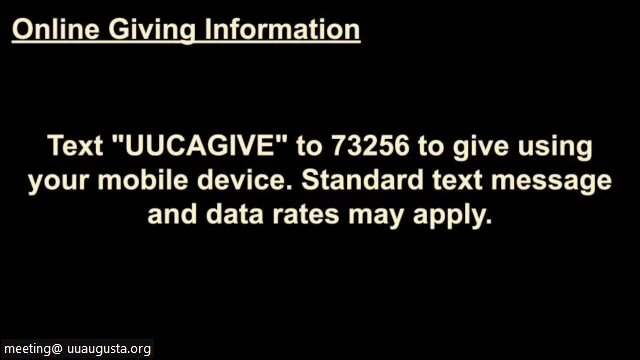 Online Giving Information
Text "UUCAGIVE" to 73256 to give using
your mobile device. Standard text message
and data rates may apply.
meeting@ uuaugusta.org